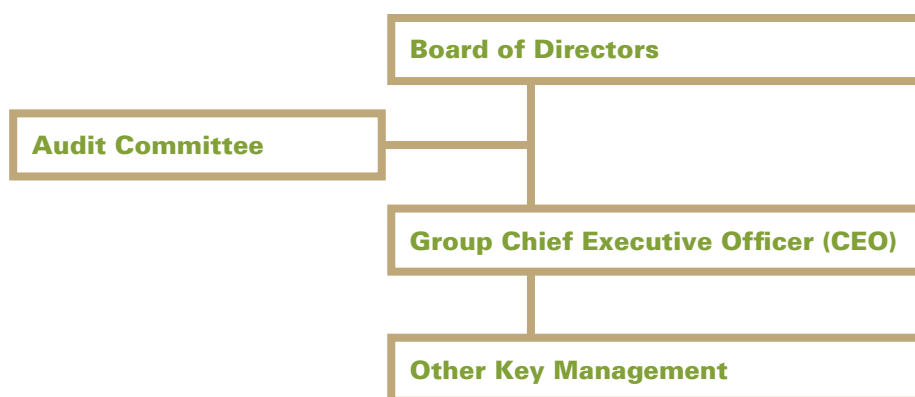 Board of Directors
Audit Committee
Group Chief Executive Officer (CEO)
Other Key Management